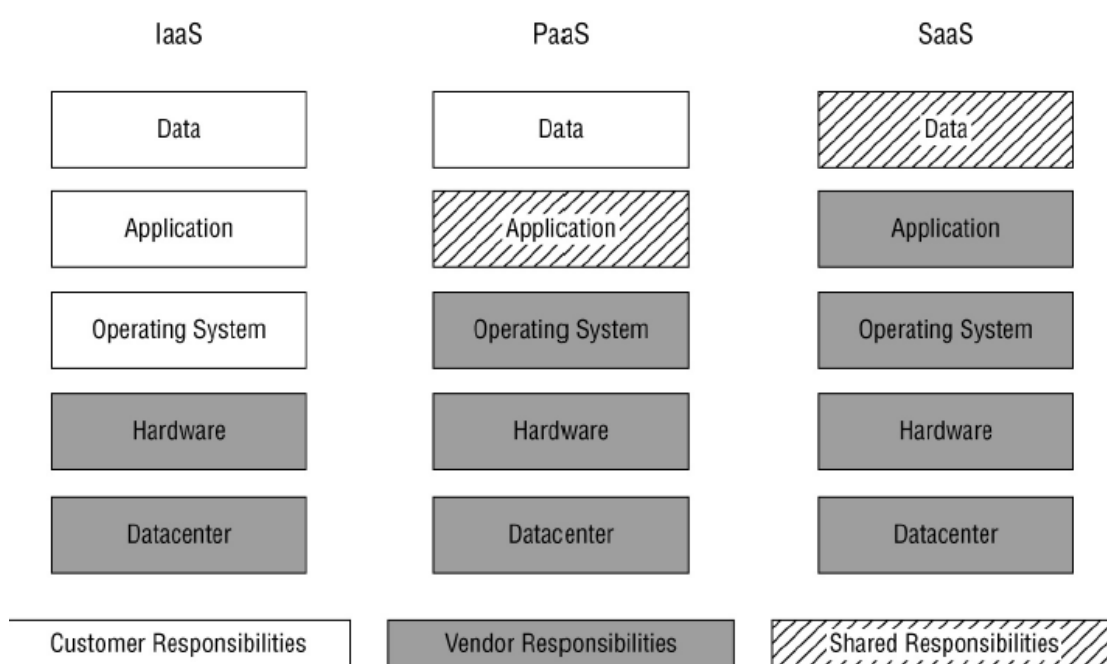 IaaS PaaS SaaS
Data Data Data
Application Application Application
Operating System Operating System Operating System
Hardware Hardware Hardware
Datacenter Datacenter Datacenter
Customer Responsibilities Vendor Responsibilities Shared Responsibilities